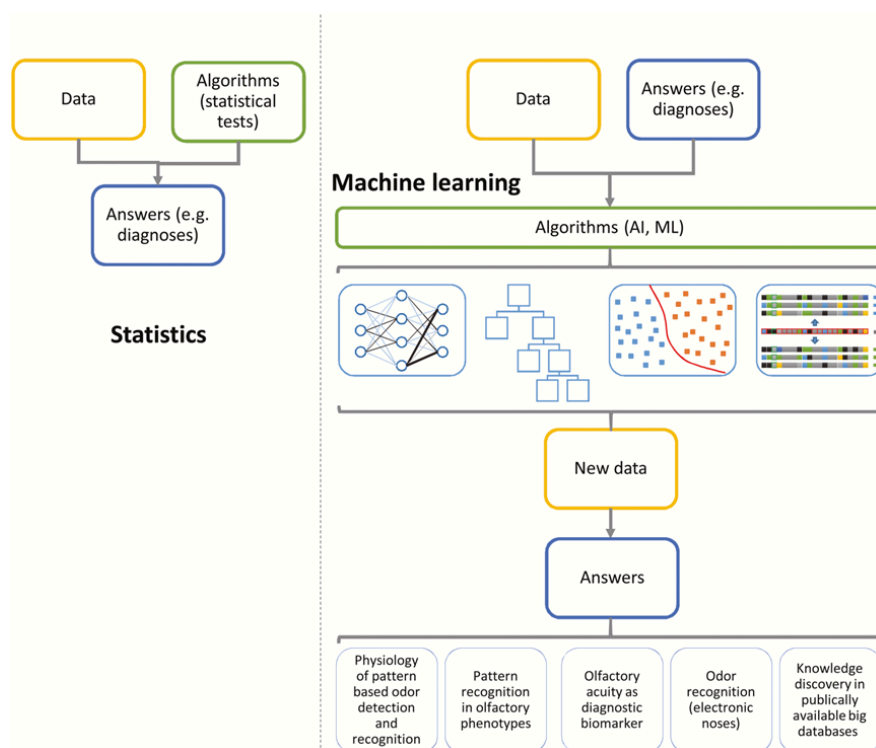 Data
Algorithms
(statistical
tests)
Answers (e.g.
diagnoses)
Statistics
Data
Answers (e.g.
diagnoses)
Machine learning
Algorithms (AI, ML)
New data
Answers
Physiology
of pattern
based odor
detection
and
recognition
Pattern
recognition
in olfactory
phenotypes
Olfactory
acuity as
diagnostic
biomarker
Odor
recognition
(electronic
noses)
Knowledge
discovery in
publically
available big
databases